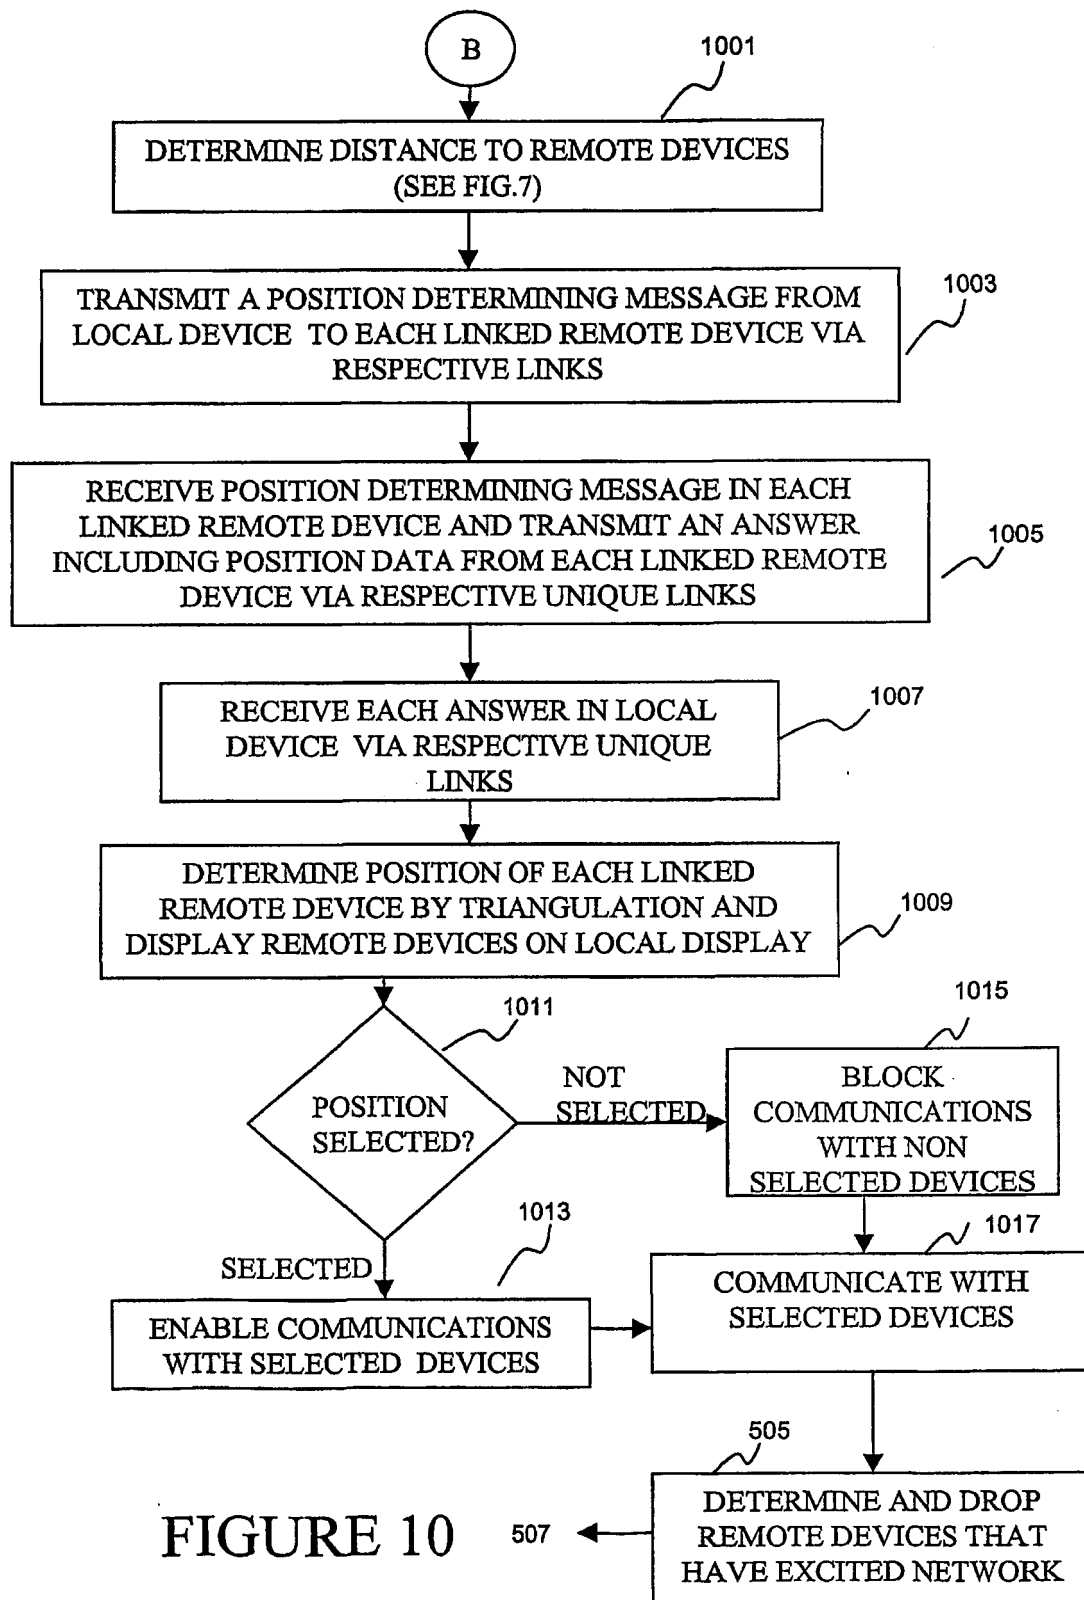 B
1001
DETERMINE DISTANCE TO REMOTE DEVICES
(SEE FIG.7)
TRANSMIT A POSITION DETERMINING MESSAGE FROM
LOCAL DEVICE TO EACH LINKED REMOTE DEVICE VIA
RESPECTIVE LINKS
1003
RECEIVE POSITION DETERMINING MESSAGE IN EACH
LINKED REMOTE DEVICE AND TRANSMIT AN ANSWER
INCLUDING POSITION DATA FROM EACH LINKED REMOTE
DEVICE VIA RESPECTIVE UNIQUE LINKS
1005
RECEIVE EACH ANSWER IN LOCAL
DEVICE VIA RESPECTIVE UNIQUE
LINKS
1007
DETERMINE POSITION OF EACH LINKED
REMOTE DEVICE BY TRIANGULATION AND
DISPLAY REMOTE DEVICES ON LOCAL DISPLAY
1009
1011
POSITION
SELECTED?
NOT
SELECTED
1015
BLOCK
COMMUNICATIONS
WITH NON
SELECTED DEVICES
SELECTED
1013
ENABLE COMMUNICATIONS
WITH SELECTED DEVICES
1017
COMMUNICATE WITH
SELECTED DEVICES
505
DETERMINE AND DROP
REMOTE DEVICES THAT
HAVE EXCITED NETWORK
507
FIGURE 10